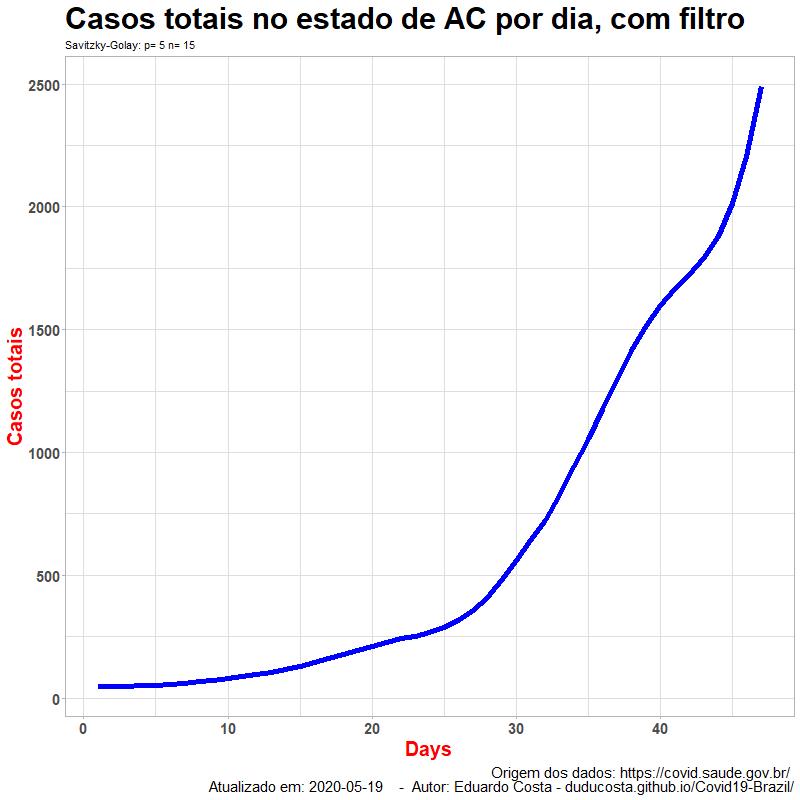 Casos totais no estado de AC por dia, com filtro
Savitzky-Golay: p= 5 n= 15
Casos totais
2500
2000
1500
1000
500
0
0 10 20 30 40
Days
Origem dos dados: https://covid.saude.gov.br/
Atualizado em: 2020-05-19 - Autor: Eduardo Costa - duducosta.github.io/Covid19-Brazil/